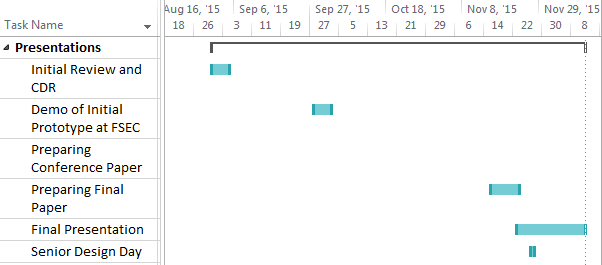 Aug 16, '15 Sep 6, '15 Sep 27, '15 Oct 18, '15 Nov 8, '15 Nov 29, '15
Task Name 18 26 3 11 19 27 5 13 21 29 6 14 22 30 8
Presentations
Initial Review and
CDR
Demo of Initial
Prototype at FSEC
Preparing
Conference Paper
Preparing Final
Paper
Final Presentation
Senior Design Day